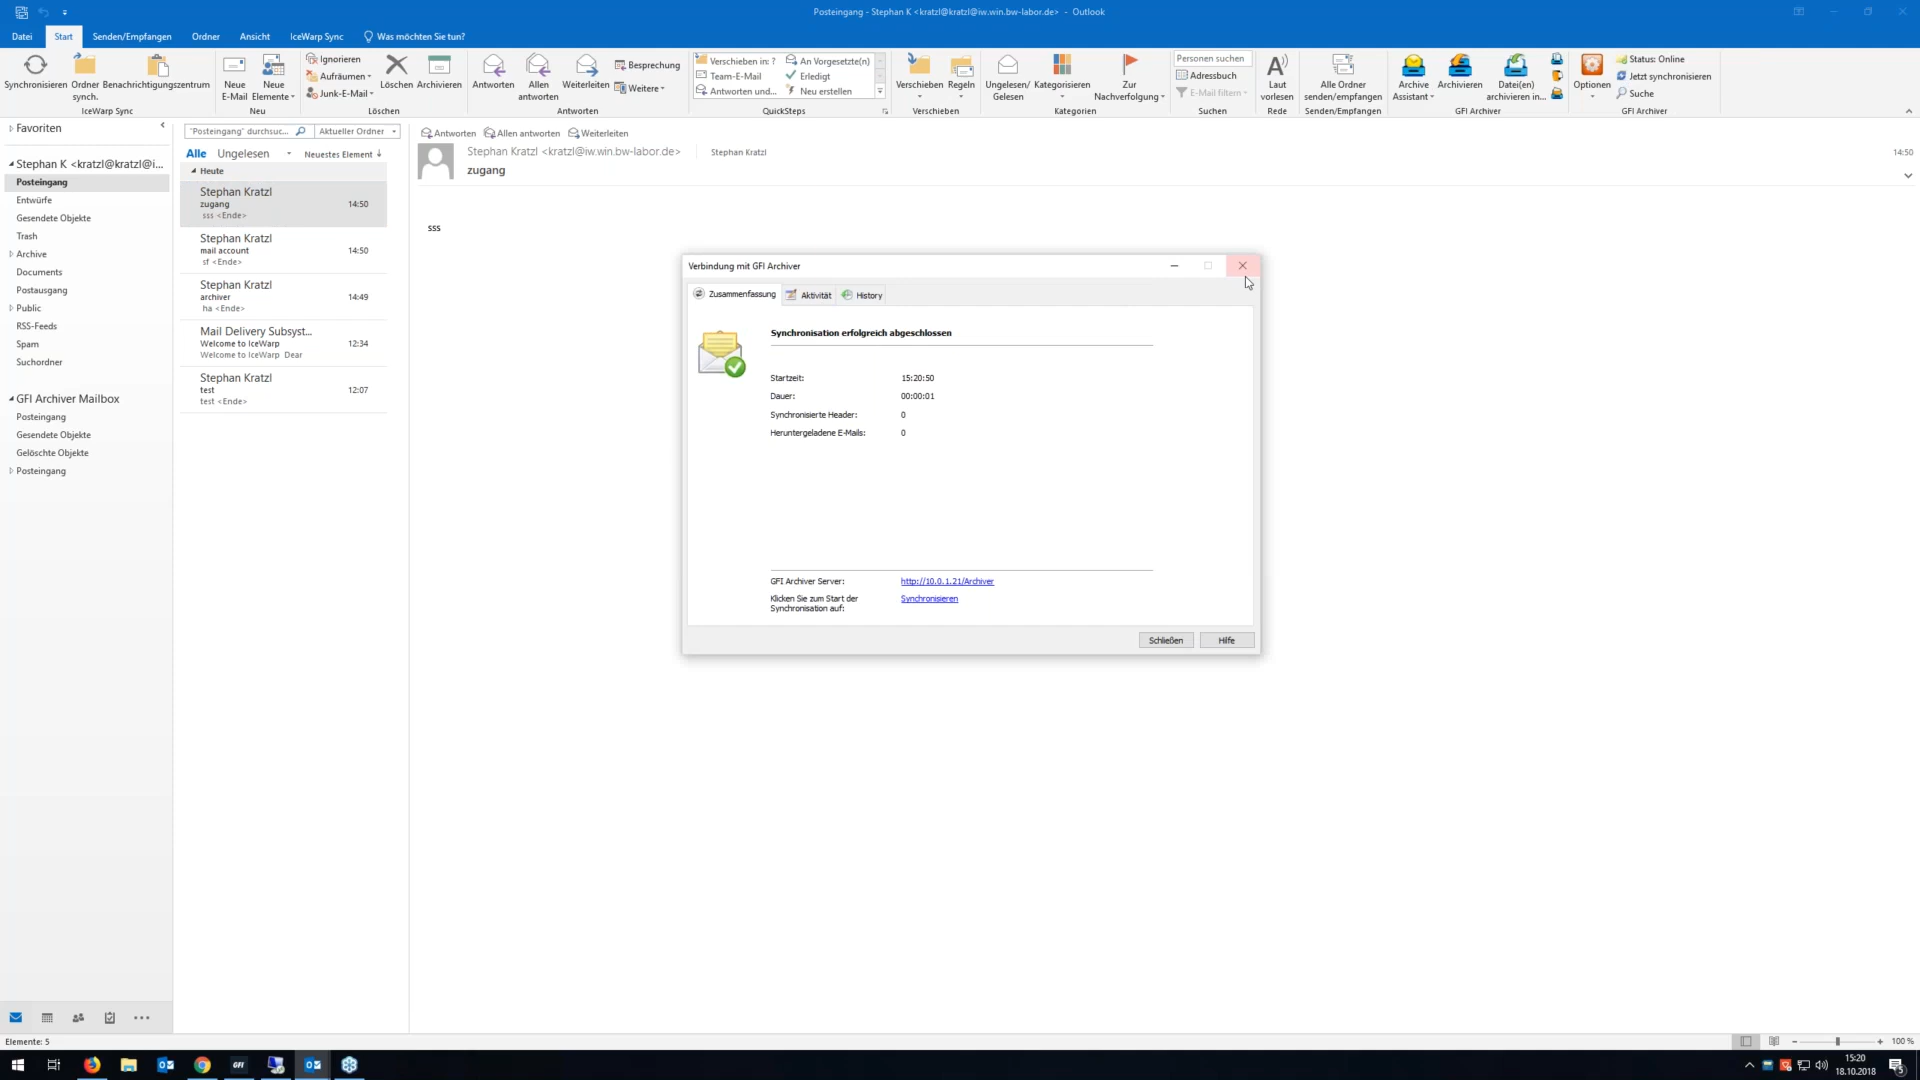 Posteingang - Stephan K <kratzl@kratzl@iw.win.bw-labor.de> - Outlook
Datei Start Senden/Empfangen Ordner Ansicht IceWarp Sync Was möchten Sie tun?
Synchronisieren
Ordner synch.
Benachrichtigungszentrum
IceWarp Sync
Neue E-Mail
Neue Elemente
Neu
Ignorieren
Aufräumen
Junk-E-Mail
Löschen
Archivieren
Löschen
Antworten
Allen antworten
Weiterleiten
Besprechung
Weitere
Antworten
Verschieben in: ?
Team-E-Mail
Antworten und...
An Vorgesetzte(n)
Erledigt
Neu erstellen
QuickSteps
Verschieben
Regeln
Verschieben
Ungelesen/ Gelesen
Kategorisieren
Zur Nachverfolgung
Kategorien
Personen suchen
Adressbuch
E-Mail filtern
Suchen
Laut vorlesen
Rede
Alle Ordner senden/empfangen
Senden/Empfangen
Archive Assistant
Archivieren
Datei(en) archivieren in...
GFI Archiver
Optionen
Status: Online
Jetzt synchronisieren
Suche
GFI Archiver
Favoriten
Stephan K <kratzl@kratzl@i...
Posteingang
Entwürfe
Gesendete Objekte
Trash
Archive
Documents
Postausgang
Public
RSS-Feeds
Spam
Suchordner
GFI Archiver Mailbox
Posteingang
Gesendete Objekte
Gelöschte Objekte
Posteingang
"Posteingang" durchsuc... Aktueller Ordner
Alle Ungelesen Neuestes Element
Heute
Stephan Kratzl
zugang 14:50
sss <Ende>
Stephan Kratzl
mail account 14:50
sf <Ende>
Stephan Kratzl
archiver 14:49
ha <Ende>
Mail Delivery Subsyst...
Welcome to IceWarp 12:34
Welcome to IceWarp Dear
Stephan Kratzl
test 12:07
test <Ende>
Antworten Allen antworten Weiterleiten
Stephan Kratzl <kratzl@iw.win.bw-labor.de> Stephan Kratzl 14:50
zugang
sss
Verbindung mit GFI Archiver
Zusammenfassung Aktivität History
Synchronisation erfolgreich abgeschlossen
Startzeit: 15:20:50
Dauer: 00:00:01
Synchronisierte Header: 0
Heruntergeladene E-Mails: 0
GFI Archiver Server: http://10.0.1.21/Archiver
Klicken Sie zum Start der Synchronisieren
Synchronisation auf:
Schließen Hilfe
Elemente: 5
100 %
GFI
15:20
18.10.2018
5